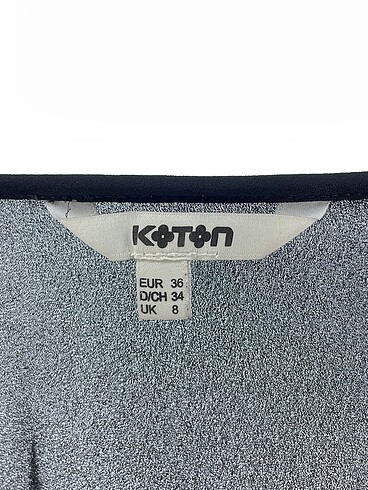 KOTON
EUR 36
D/CH 34
UK 8